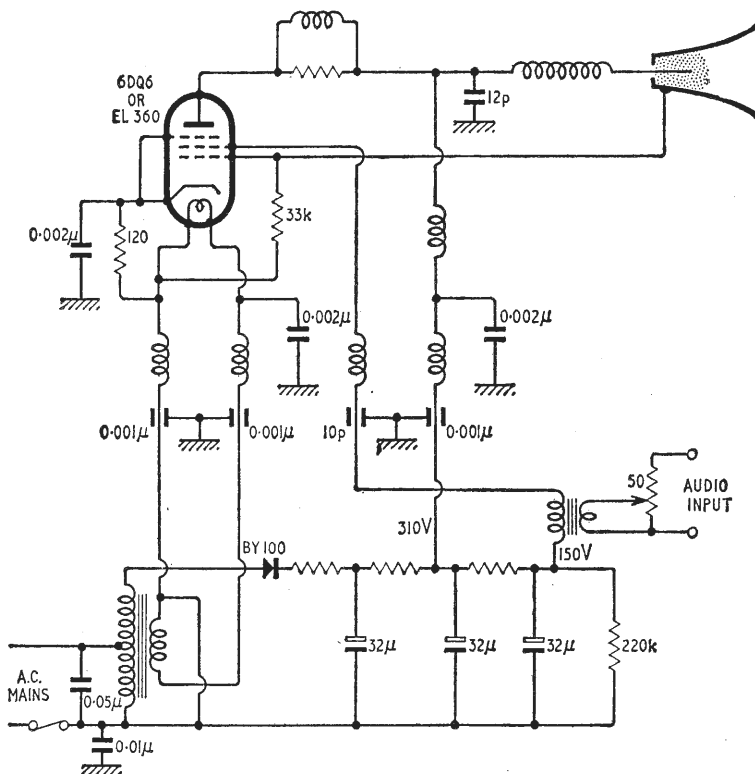 6DQ6
OR
EL 360
12p
0·002µ
120
33k
0·002µ
0·002µ
0·001µ
0·001µ
10p
0·001µ
50
AUDIO
INPUT
310V
150V
BY 100
32µ
32µ
32µ
220k
A.C.
MAINS
0·05µ
0·01µ